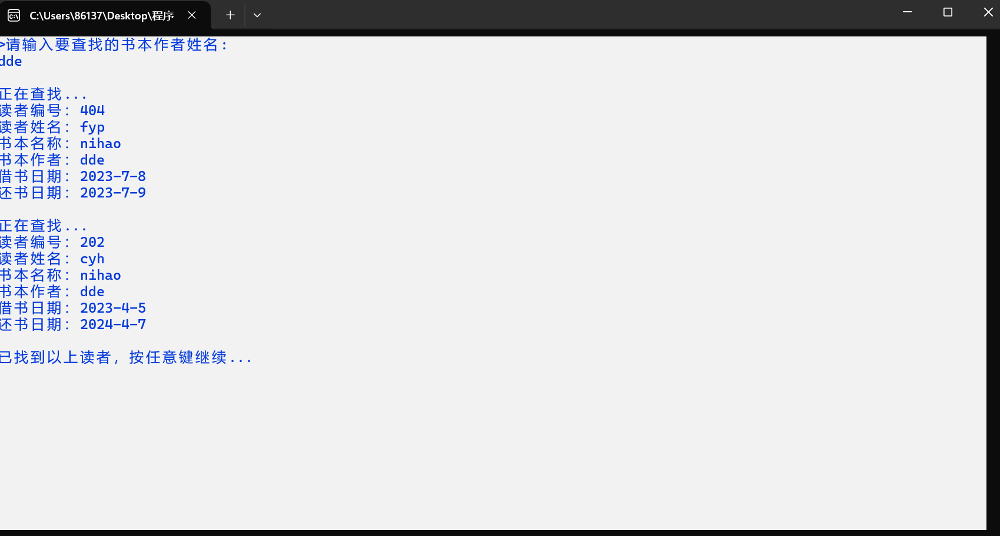 C:\Users\86137\Desktop\程序
>请输入要查找的书本作者姓名：
dde
正在查找...
读者编号：404
读者姓名：fyp
书本名称：nihao
书本作者：dde
借书日期：2023-7-8
还书日期：2023-7-9
正在查找...
读者编号：202
读者姓名：cyh
书本名称：nihao
书本作者：dde
借书日期：2023-4-5
还书日期：2024-4-7
已找到以上读者，按任意键继续...